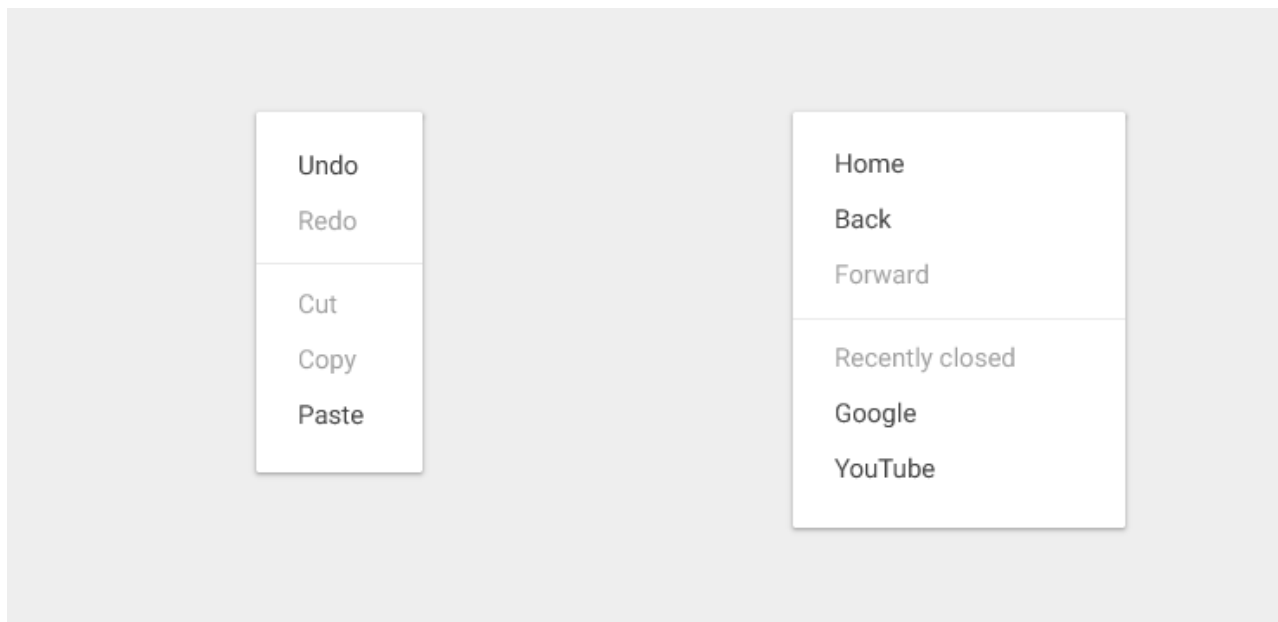 Undo
Redo
Cut
Copy
Paste
Home
Back
Forward
Recently closed
Google
YouTube